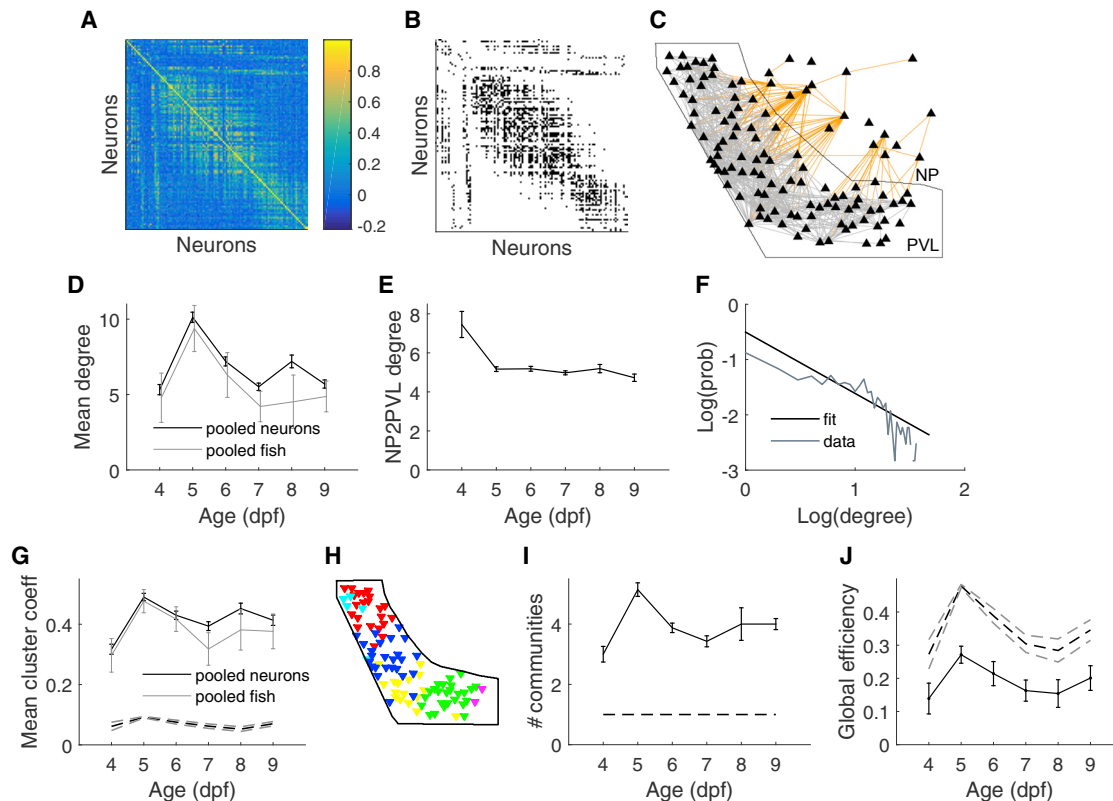 A
Neurons
Neurons
0.8
0.6
0.4
0.2
0
-0.2
B
Neurons
Neurons
C
NP
PVL
D
Mean degree
10
5
0
pooled neurons
pooled fish
4 5 6 7 8 9
Age (dpf)
E
NP2PVL degree
8
6
4
2
0
4 5 6 7 8 9
Age (dpf)
F
Log(prob)
-0
-1
-2
-3
fit
data
0 1 2
Log(degree)
G
Mean cluster coeff
0.4
0.2
0
pooled neurons
pooled fish
4 5 6 7 8 9
Age (dpf)
H
I
# communities
4
2
0
4 5 6 7 8 9
Age (dpf)
J
Global efficiency
0.5
0.4
0.3
0.2
0.1
0
4 5 6 7 8 9
Age (dpf)